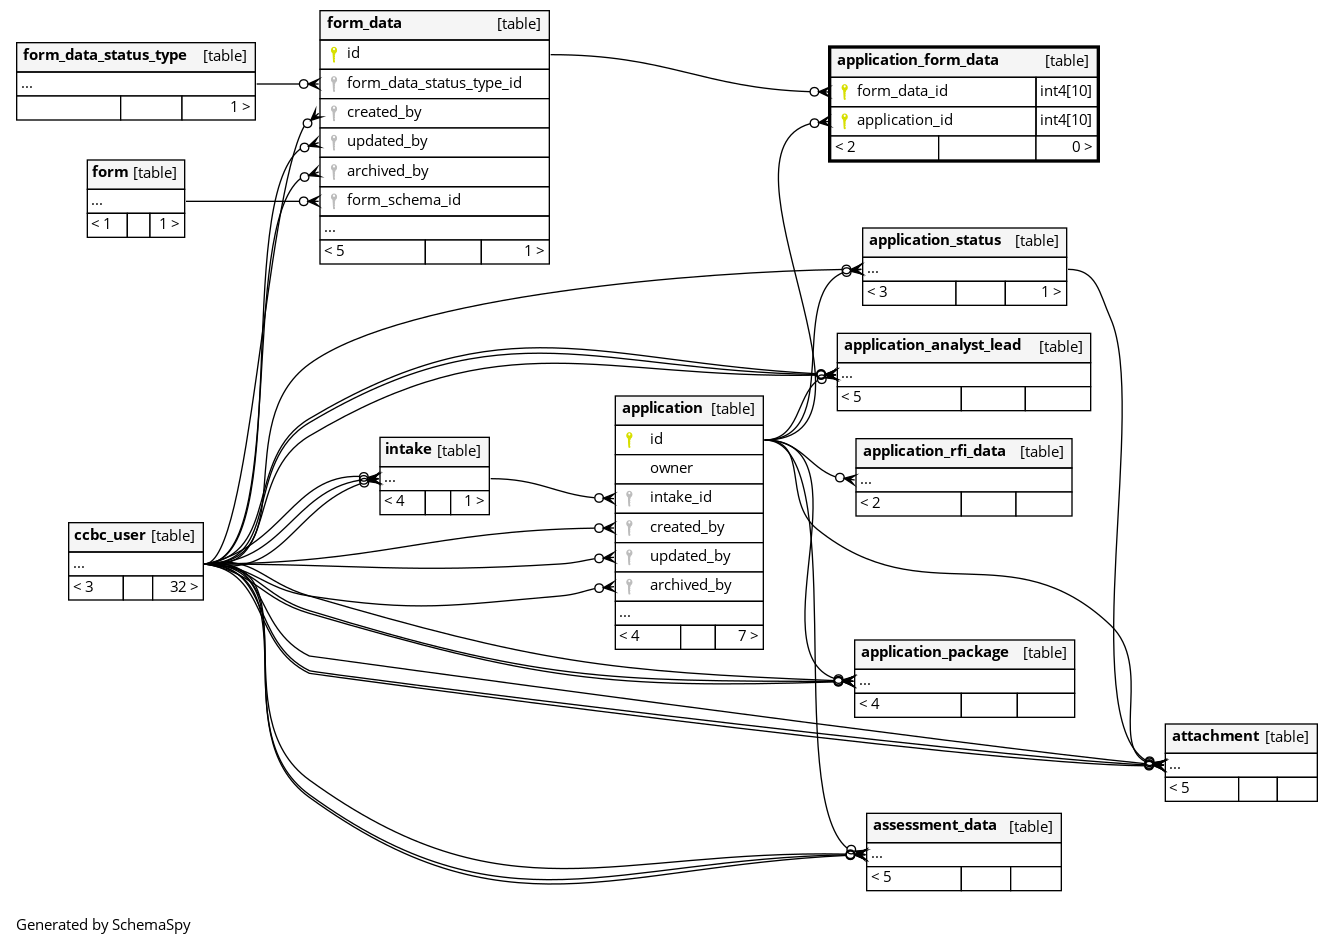 form_data_status_type [table]
...
1 >
form [table]
...
< 1 1 >
form_data [table]
id
form_data_status_type_id
created_by
updated_by
archived_by
form_schema_id
...
< 5 1 >
application_form_data [table]
form_data_id int4[10]
application_id int4[10]
< 2 0 >
application_status [table]
...
< 3 1 >
application_analyst_lead [table]
...
< 5
application [table]
id
owner
intake_id
created_by
updated_by
archived_by
...
< 4 7 >
intake [table]
...
< 4 1 >
application_rfi_data [table]
...
< 2
ccbc_user [table]
...
< 3 32 >
application_package [table]
...
< 4
attachment [table]
...
< 5
assessment_data [table]
...
< 5
Generated by SchemaSpy